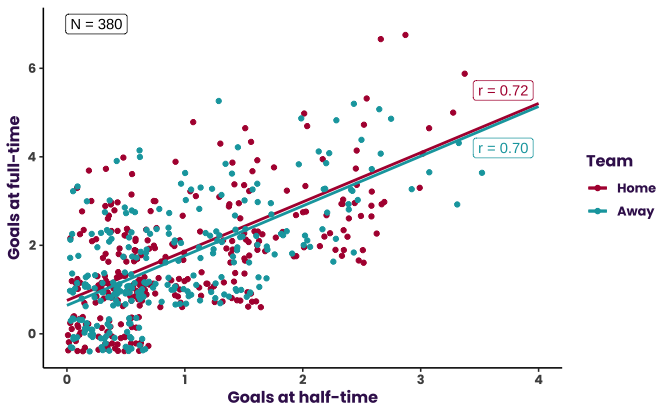 N = 380
r = 0.72
r = 0.70
Goals at full-time
6
4
2
0
0
1
2
3
4
Goals at half-time
Team
Home
Away